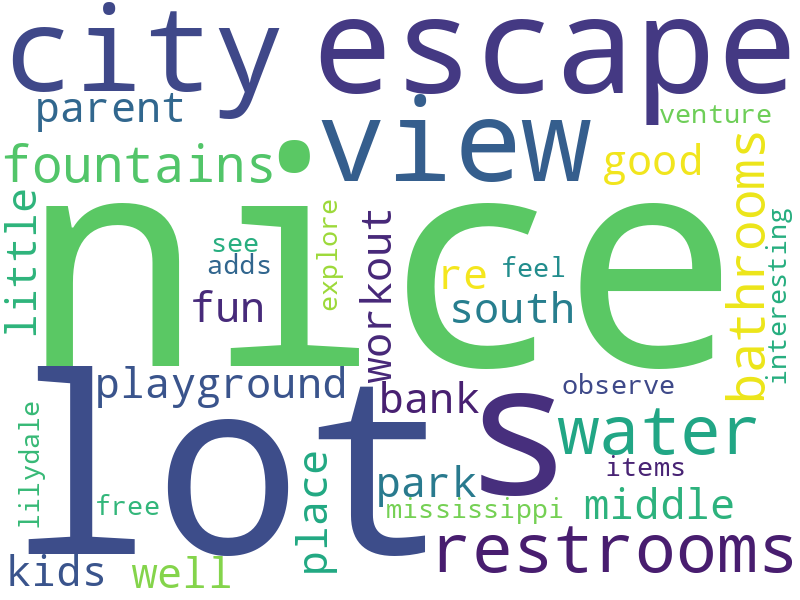 city escape
parent
venture
fountains
view
good
bathrooms
little
nice
see
adds
explore
workout
re
feel
fun
south
interesting
lots
playground
bank
s
observe
water
lilydale
place
park
items
free
mississippi
middle
restrooms
kids
well